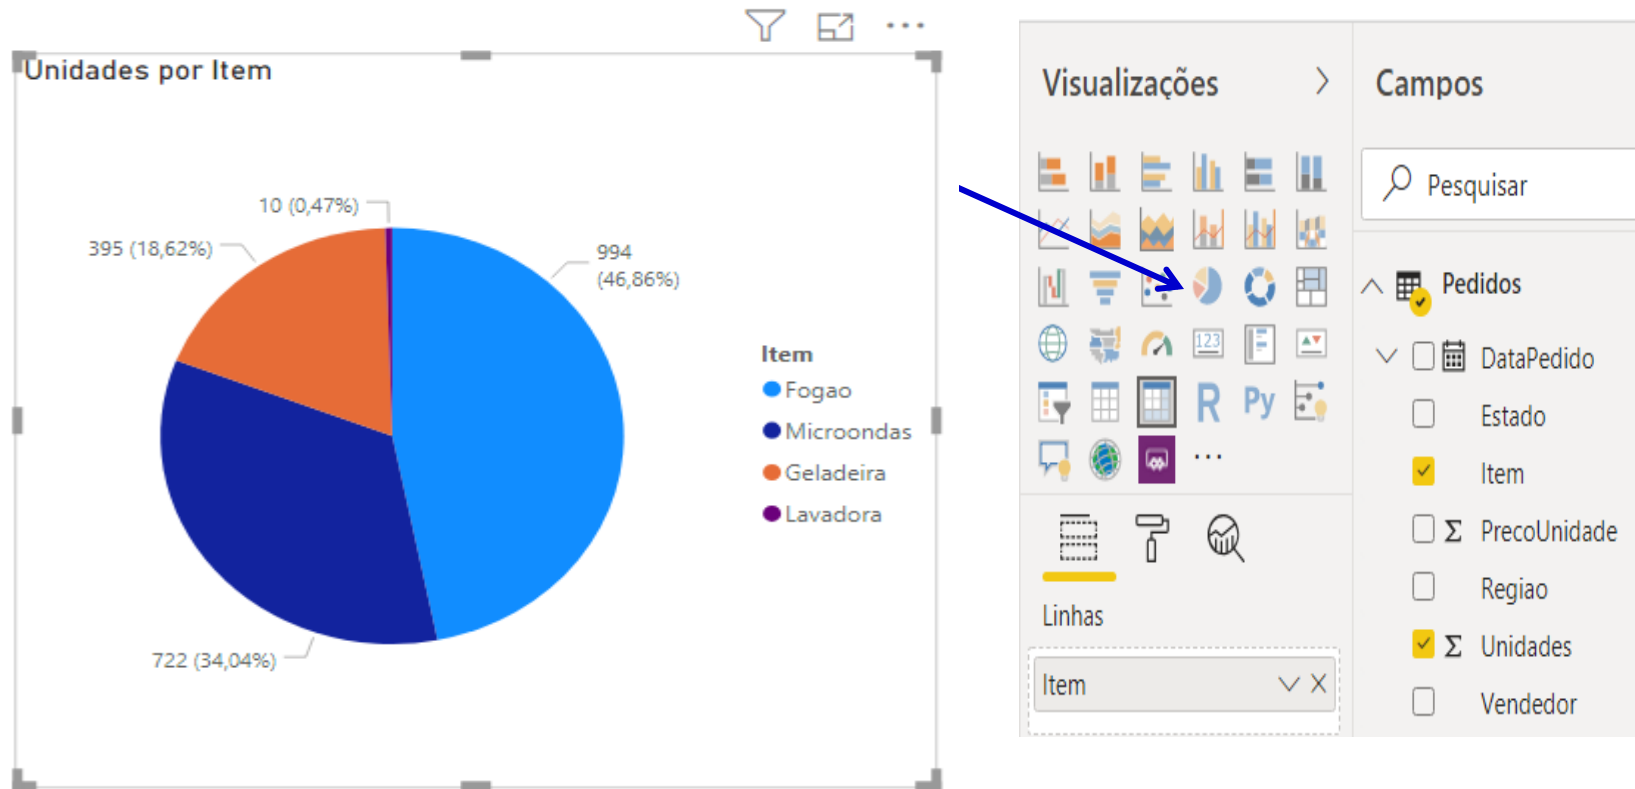 Unidades por Item
10 (0,47%)
395 (18,62%)
994
(46,86%)
722 (34,04%)
Item
Fogao
Microondas
Geladeira
Lavadora
Visualizações
123
R
Py
Linhas
Item
Campos
Pesquisar
Pedidos
DataPedido
Estado
Item
Σ PrecoUnidade
Regiao
Σ Unidades
Vendedor